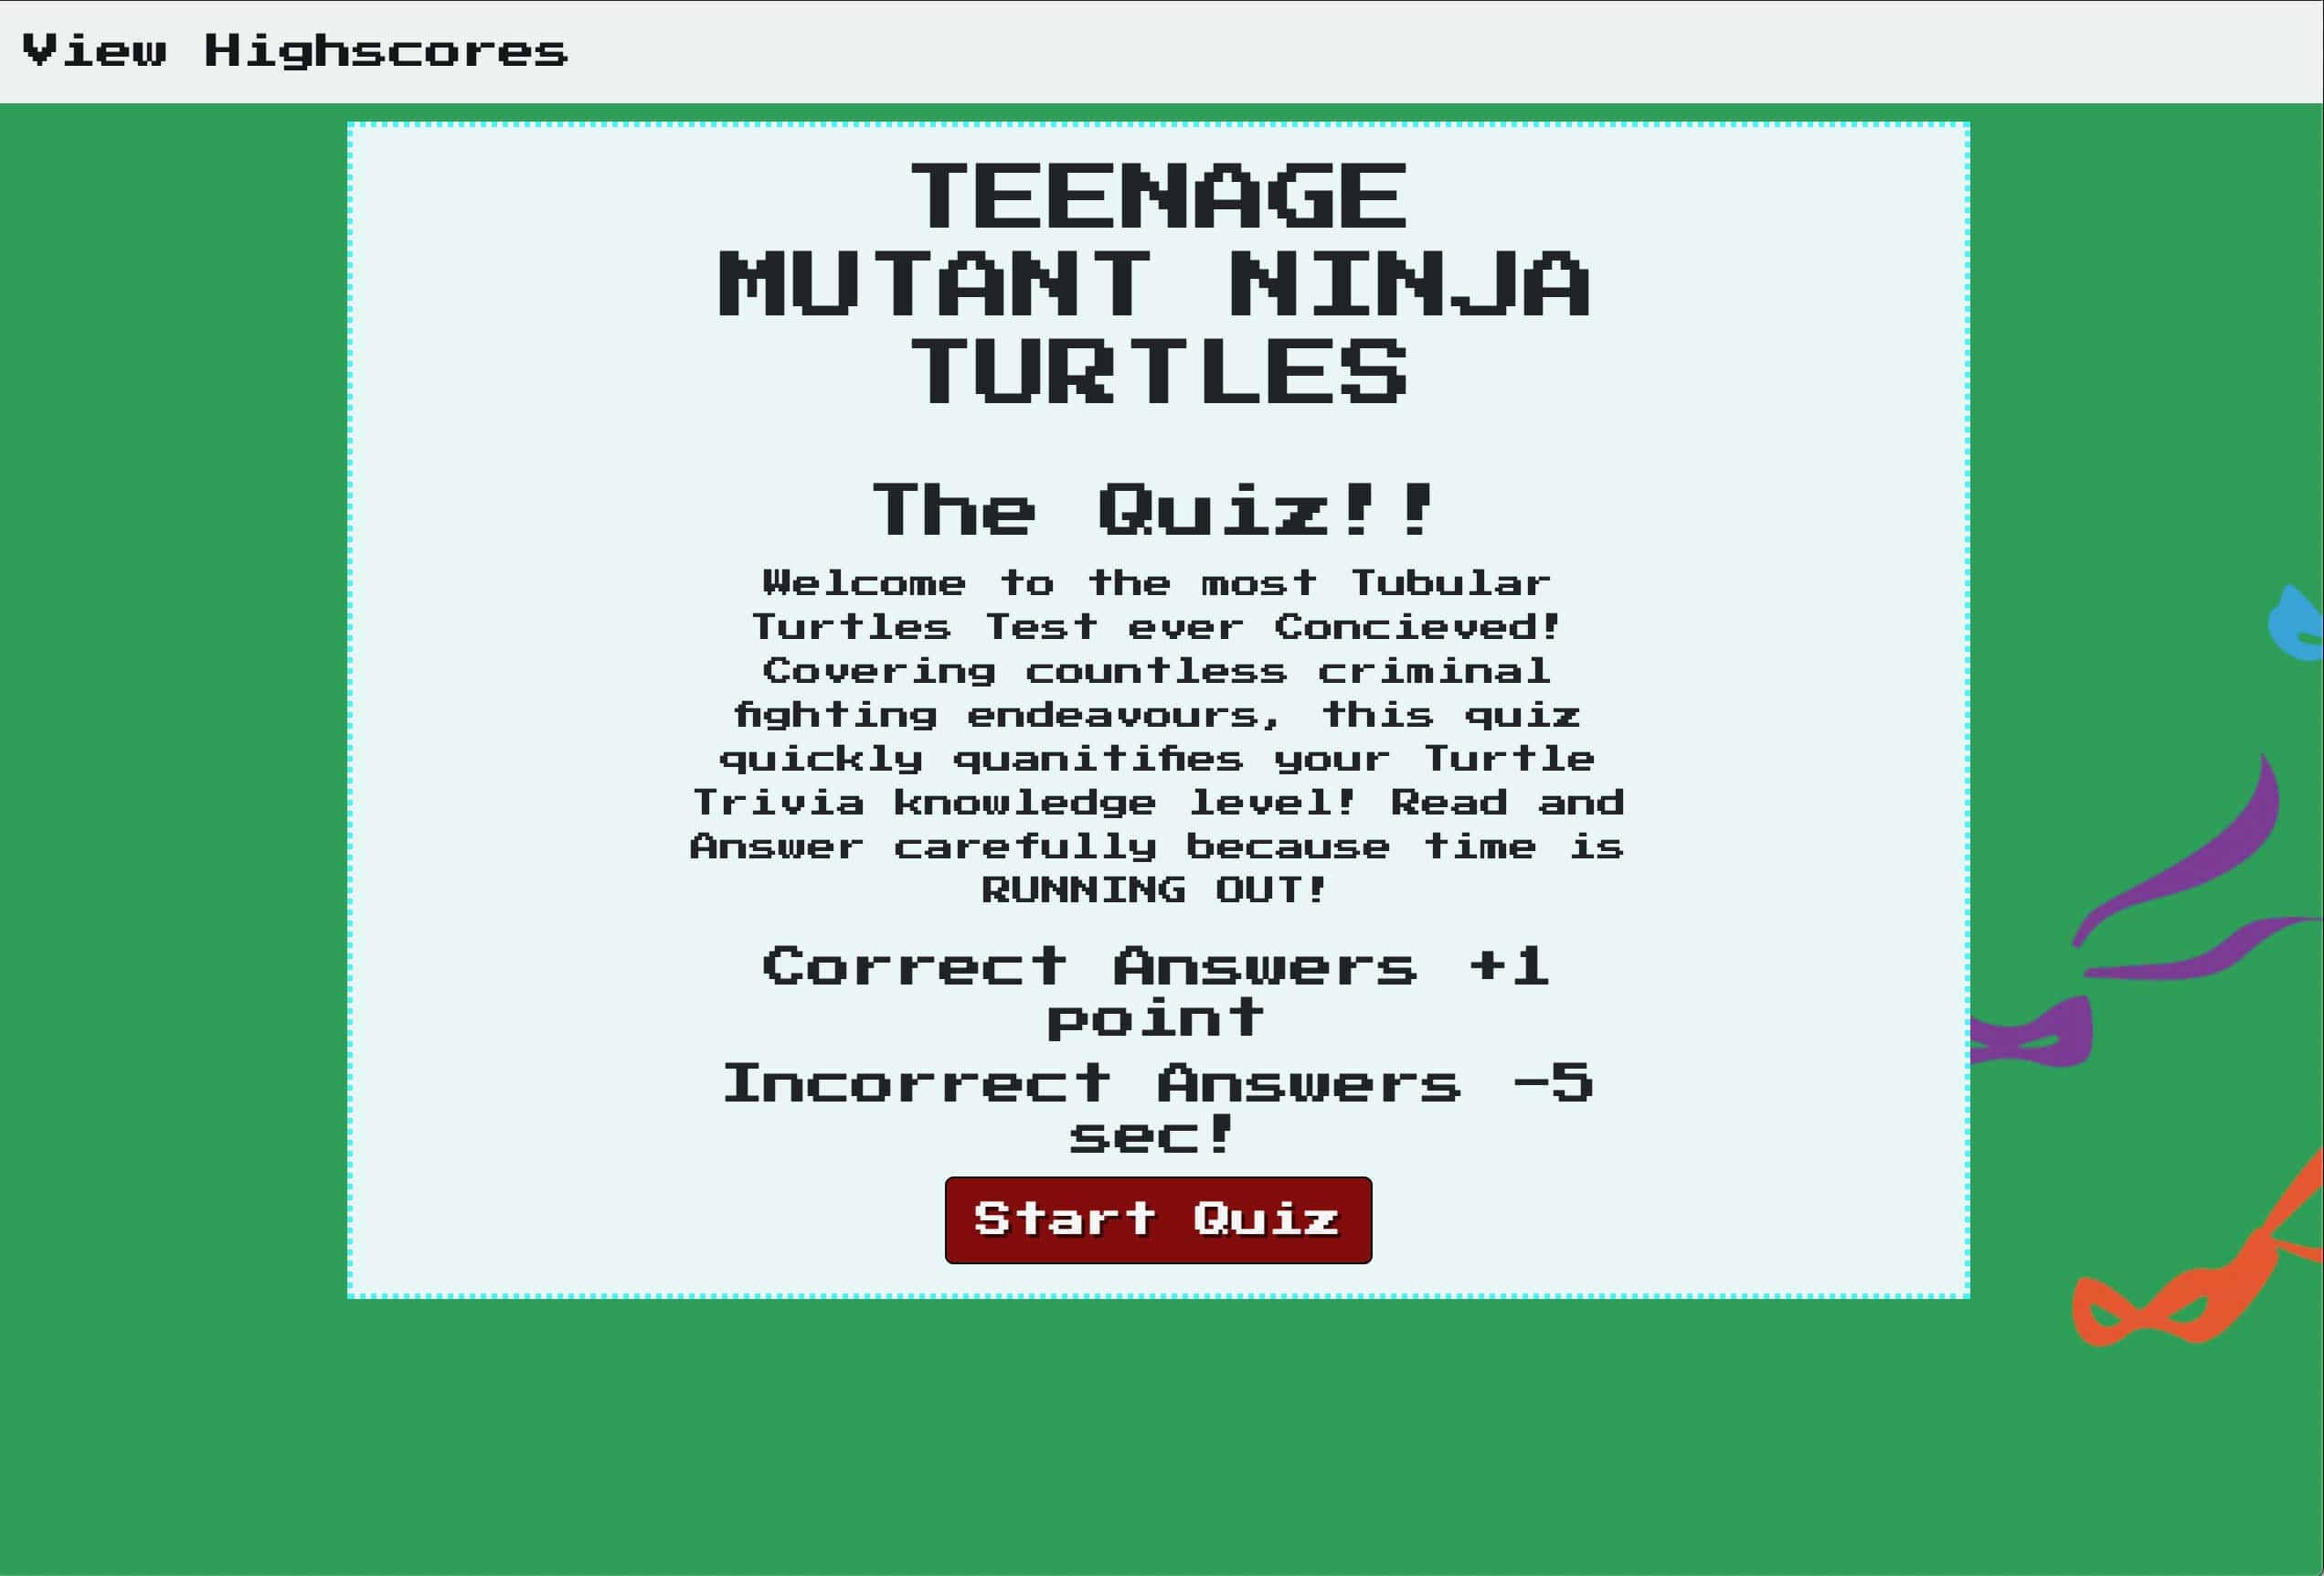 View Highscores
TEENAGE
MUTANT NINJA
TURTLES
The Quiz!!
Welcome to the most Tubular
Turtles Test ever Concieved!
Covering countless criminal
fighting endeavours, this quiz
quickly quanitifies your Turtle
Trivia knowledge level! Read and
Answer carefully because time is
RUNNING OUT!
Correct Answers +1
point
Incorrect Answers -5
sec!
Start Quiz